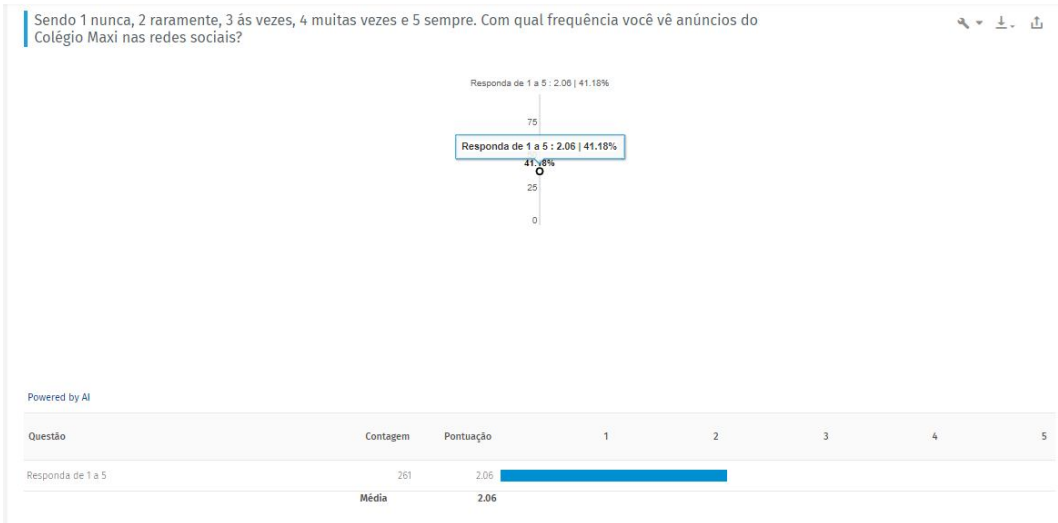 Sendo 1 nunca, 2 raramente, 3 ás vezes, 4 muitas vezes e 5 sempre. Com qual frequência você vê anúncios do
Colégio Maxi nas redes sociais?
Responda de 1 a 5 : 2.06 | 41.18%
75
Responda de 1 a 5 : 2.06 | 41.18%
41.18%
25
0
Powered by AI
Questão Contagem Pontuação 1 2 3 4 5
Responda de 1 a 5 261 2.06
Média 2.06